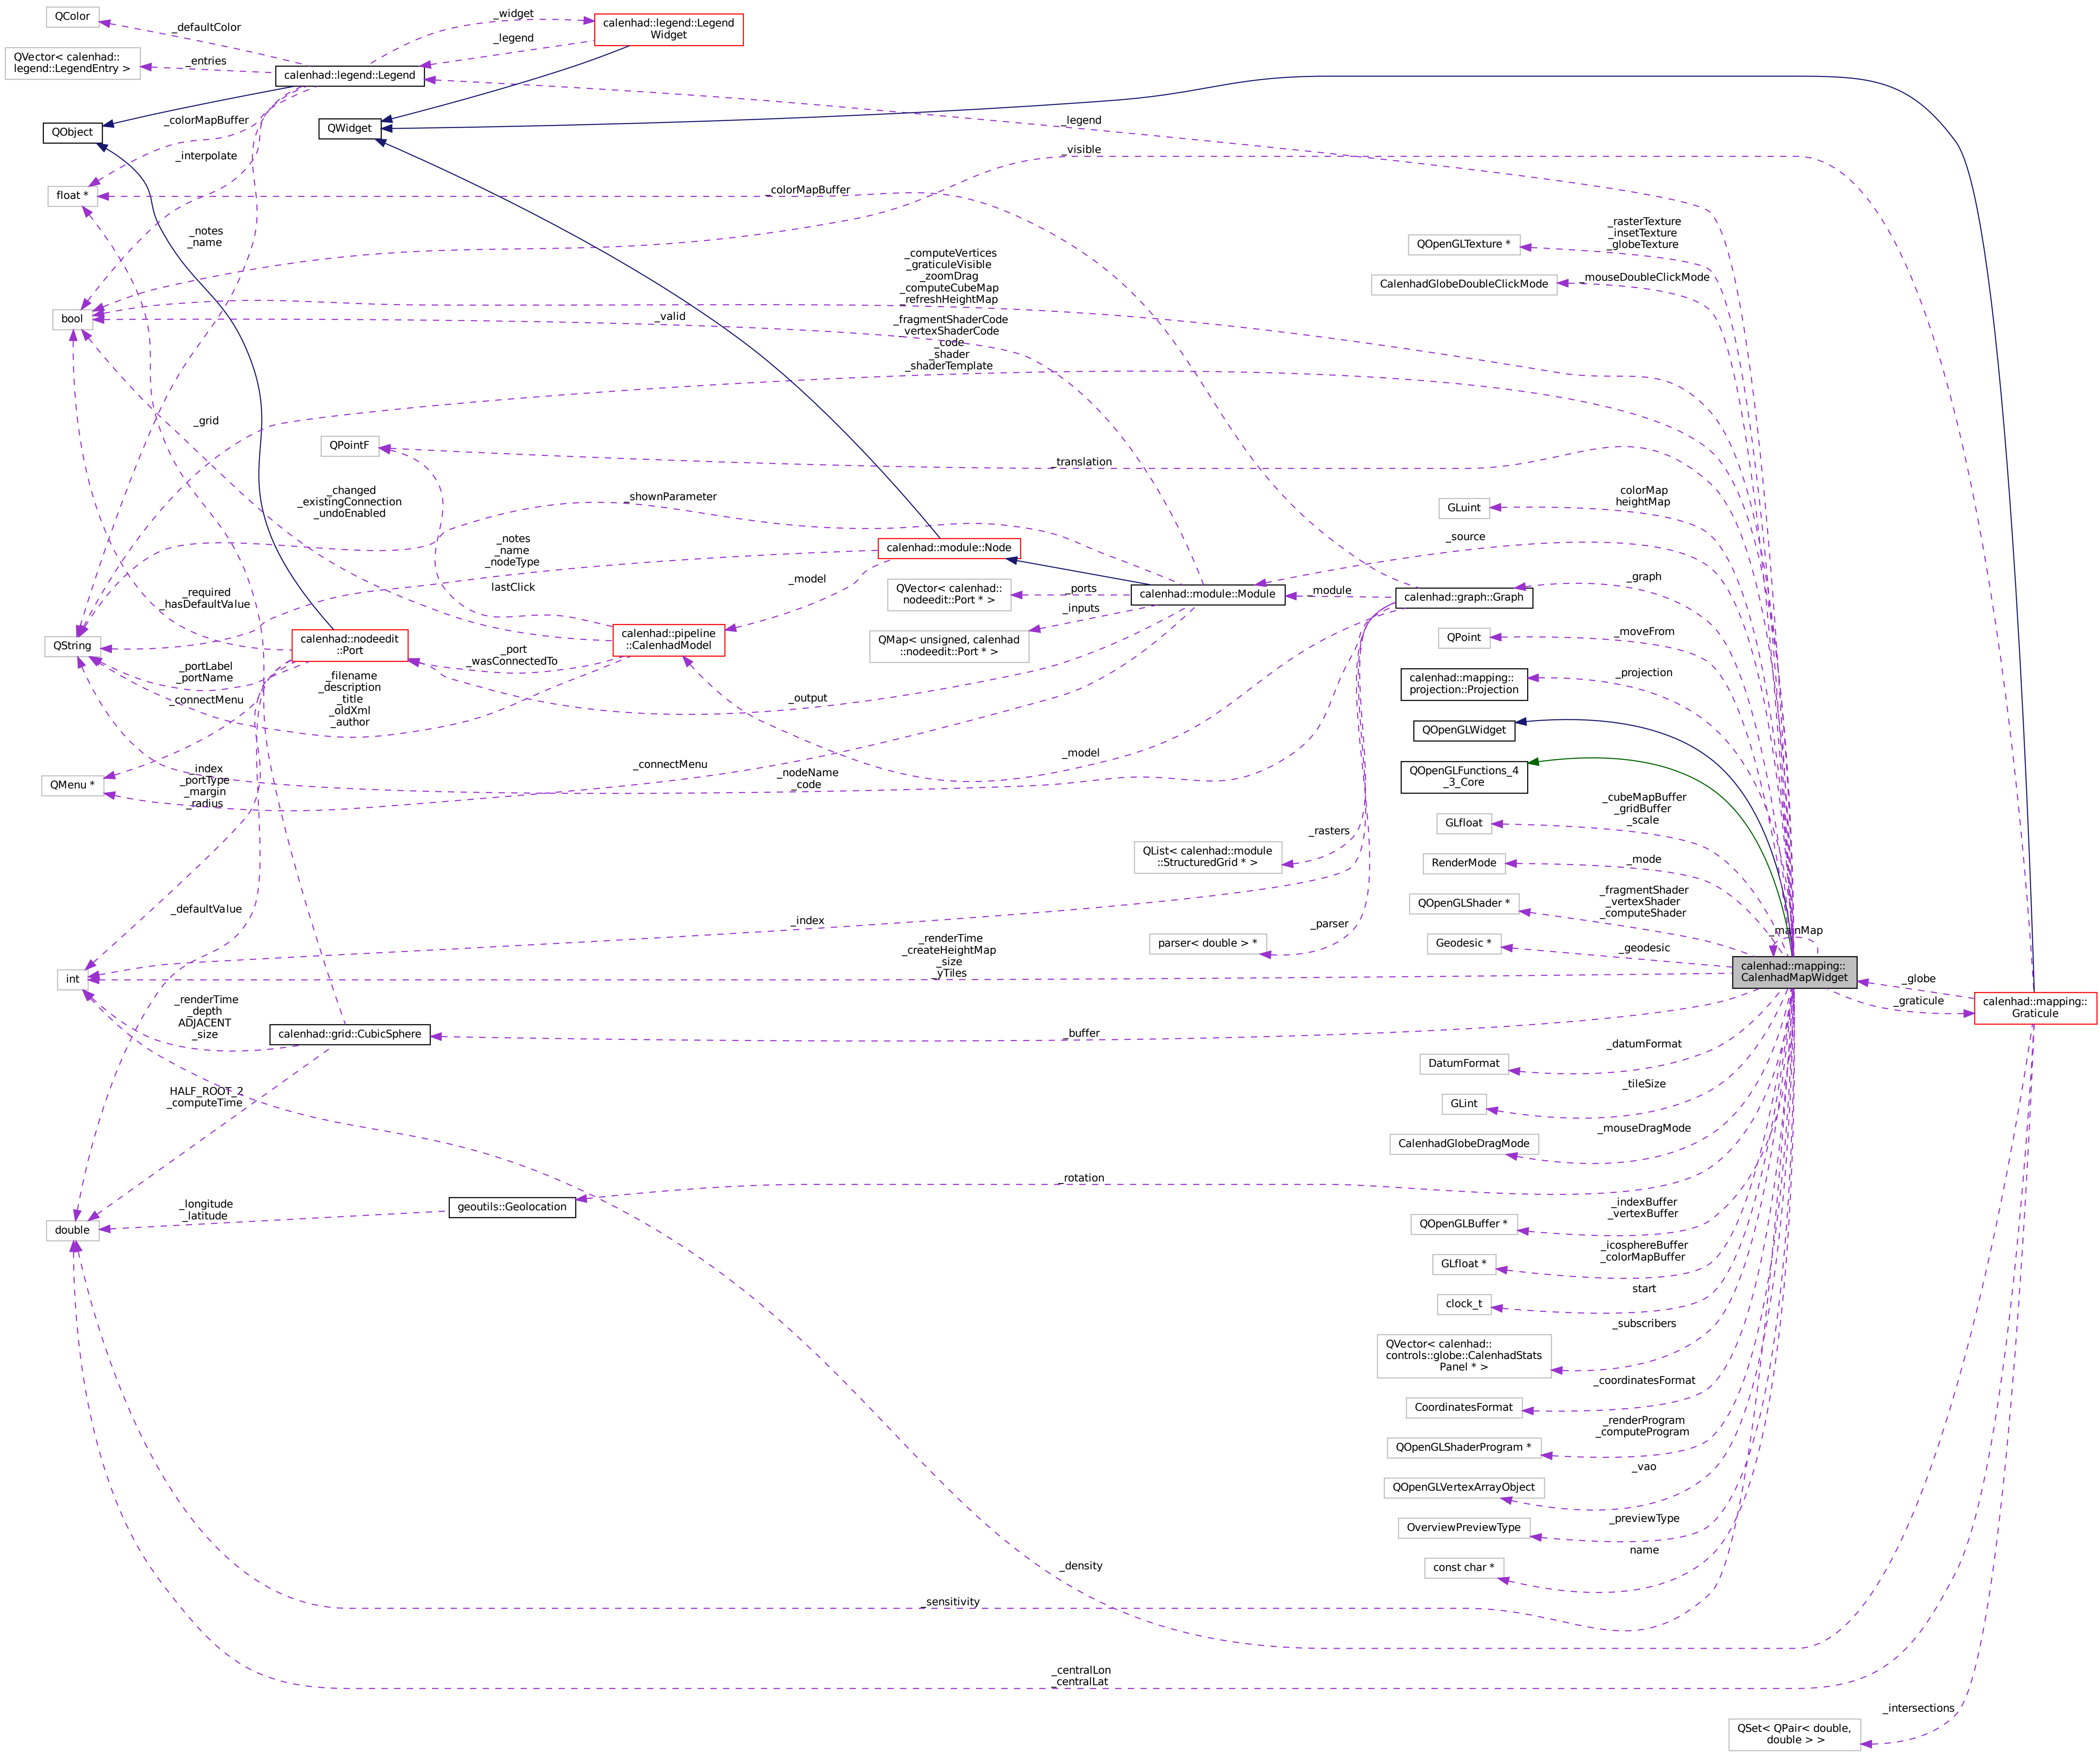 QColor
_defaultColor
_widget
calenhad::legend::Legend
Widget
_legend
QVector< calenhad::
legend::LegendEntry >
_entries
calenhad::legend::Legend
QObject
_colorMapBuffer
QWidget
_legend
_interpolate
_visible
float *
_colorMapBuffer
_notes
_name
_rasterTexture
_insetTexture
_globeTexture
QOpenGLTexture *
_computeVertices
_graticuleVisible
_zoomDrag
_computeCubeMap
_refreshHeightMap
CalenhadGlobeDoubleClickMode
_mouseDoubleClickMode
bool
_valid
_fragmentShaderCode
_vertexShaderCode
_code
_shader
_shaderTemplate
_grid
QPointF
_translation
_changed
_existingConnection
_undoEnabled
_shownParameter
GLuint
colorMap
heightMap
_notes
_name
_nodeType
calenhad::module::Node
_source
lastClick
_model
QVector< calenhad::
nodeedit::Port * >
_ports
calenhad::module::Module
_module
calenhad::graph::Graph
_graph
_required
_hasDefaultValue
_inputs
QMap< unsigned, calenhad
::nodeedit::Port * >
QString
calenhad::nodeedit
::Port
calenhad::pipeline
::CalenhadModel
QPoint
_moveFrom
_port
_wasConnectedTo
_portLabel
_portName
calenhad::mapping::
projection::Projection
_projection
_connectMenu
_filename
_description
_title
_oldXml
_author
_output
QOpenGLWidget
_model
QMenu *
_index
_portType
_margin
_radius
_connectMenu
_nodeName
_code
QOpenGLFunctions_4
_3_Core
GLfloat
_cubeMapBuffer
_gridBuffer
_scale
_rasters
QList< calenhad::module
::StructuredGrid * >
RenderMode
_mode
QOpenGLShader *
_fragmentShader
_vertexShader
_computeShader
_defaultValue
_index
_parser
parser< double > *
Geodesic *
_geodesic
_mainMap
int
_renderTime
_createHeightMap
_size
_yTiles
calenhad::mapping::
CalenhadMapWidget
_globe
_graticule
calenhad::mapping::
Graticule
_renderTime
_depth
ADJACENT
_size
calenhad::grid::CubicSphere
_buffer
DatumFormat
_datumFormat
HALF_ROOT_2
_computeTime
GLint
_tileSize
CalenhadGlobeDragMode
_mouseDragMode
_rotation
double
_longitude
_latitude
geoutils::Geolocation
QOpenGLBuffer *
_indexBuffer
_vertexBuffer
GLfloat *
_icosphereBuffer
_colorMapBuffer
clock_t
start
QVector< calenhad::
controls::globe::CalenhadStats
Panel * >
_subscribers
CoordinatesFormat
_coordinatesFormat
QOpenGLShaderProgram *
_renderProgram
_computeProgram
QOpenGLVertexArrayObject
_vao
OverviewPreviewType
_previewType
const char *
name
_density
_sensitivity
_centralLon
_centralLat
_intersections
QSet< QPair< double,
double > >